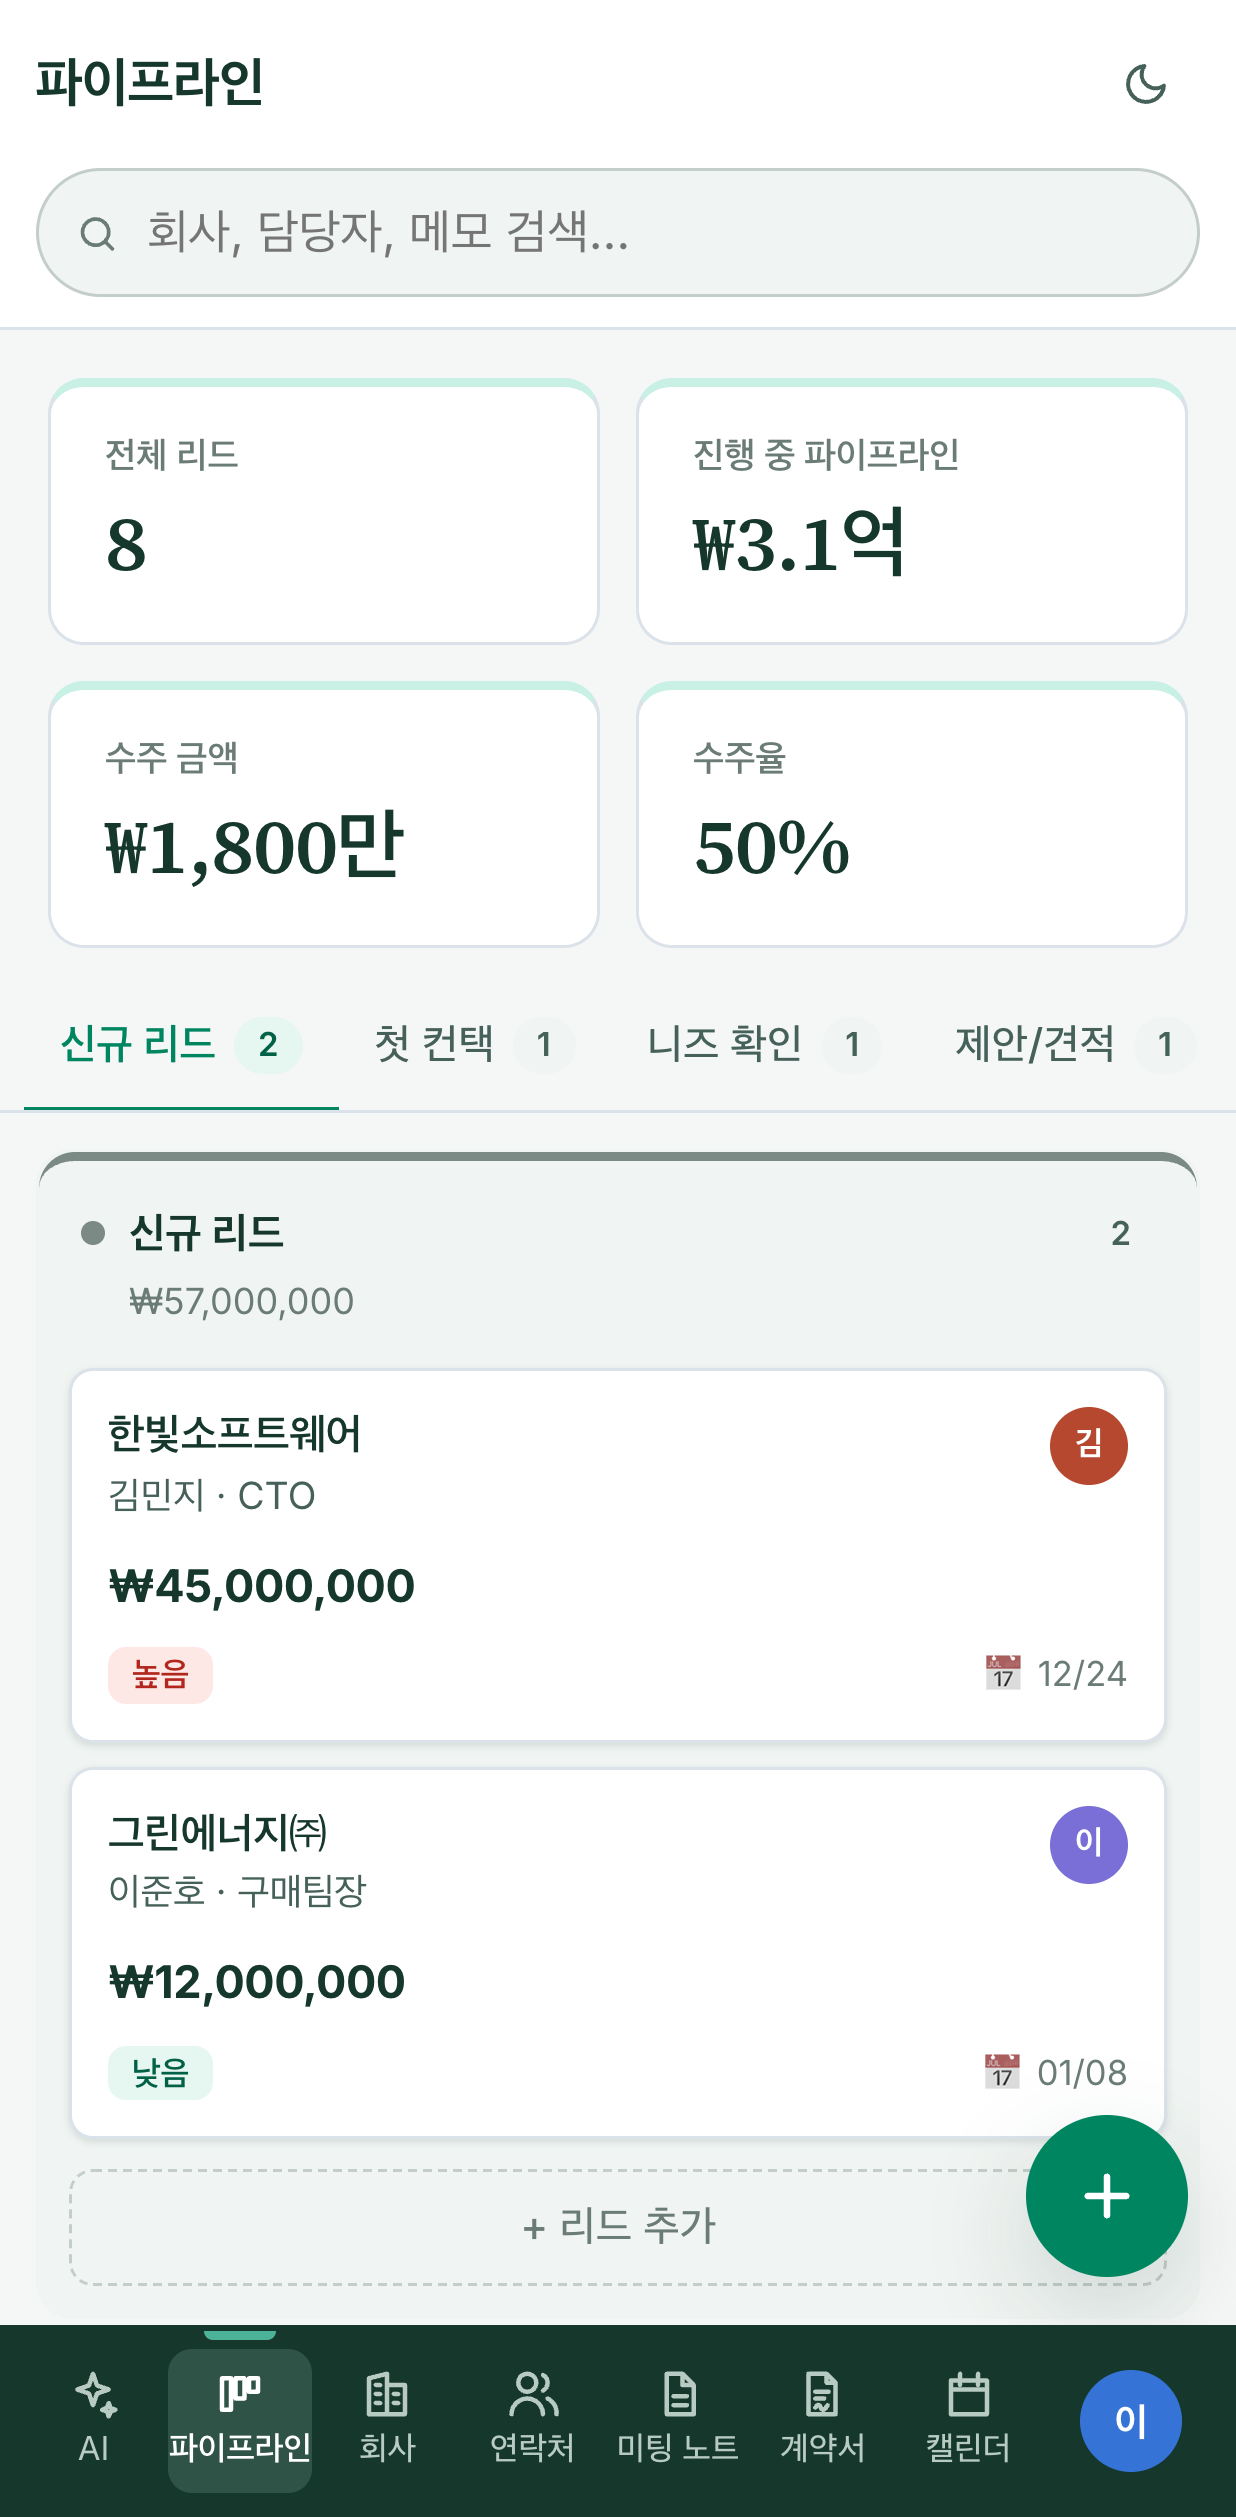 파이프라인
회사, 담당자, 메모 검색...
전체 리드
8
진행 중 파이프라인
₩3.1억
수주 금액
₩1,800만
수주율
50%
신규 리드 2 첫 컨택 1 니즈 확인 1 제안/견적 1
신규 리드 2
₩57,000,000
한빛소프트웨어
김
김민지 · CTO
₩45,000,000
높음
JUL 17 12/24
그린에너지㈜
이
이준호 · 구매팀장
₩12,000,000
낮음
JUL 17 01/08
+ 리드 추가
AI 파이프라인 회사 연락처 미팅 노트 계약서 캘린더 이